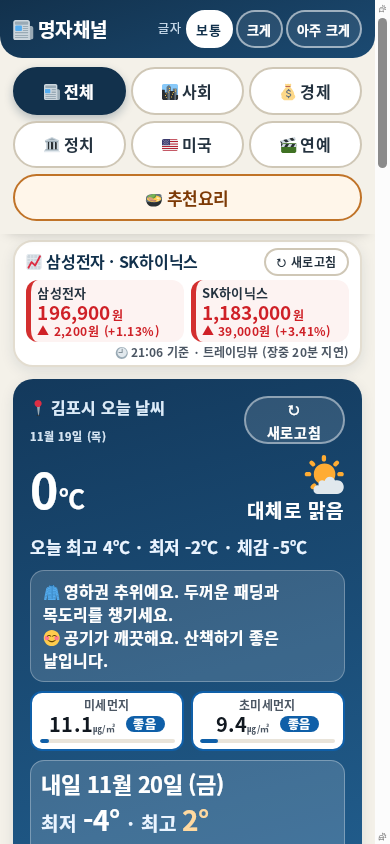 명자채널
글자 보통 크게 아주 크게
전체 사회 경제
정치 미국 연예
추천요리
삼성전자 · SK하이닉스 ↻ 새로고침
삼성전자 SK하이닉스
196,900원 1,183,000원
▲ 2,200원 (+1.13%) ▲ 39,000원 (+3.41%)
21:06 기준 · 트레이딩뷰 (장중 20분 지연)
김포시 오늘 날씨
11월 19일 (목)
↻
새로고침
0℃
대체로 맑음
오늘 최고 4℃ · 최저 -2℃ · 체감 -5℃
영하권 추위예요. 두꺼운 패딩과
목도리를 챙기세요.
공기가 깨끗해요. 산책하기 좋은
날입니다.
미세먼지 초미세먼지
11.1㎍/㎥ 좋음 9.4㎍/㎥ 좋음
내일 11월 20일 (금)
최저 -4° · 최고 2°